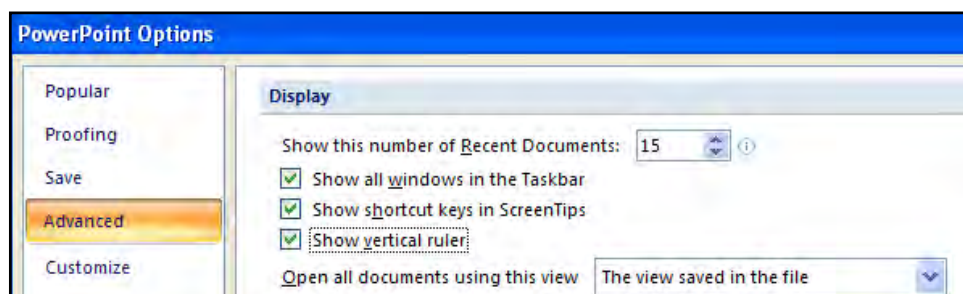 PowerPoint Options
Popular
Proofing
Save
Advanced
Customize
Display
Show this number of Recent Documents: 15
Show all windows in the Taskbar
Show shortcut keys in ScreenTips
Show vertical ruler
Open all documents using this view The view saved in the file